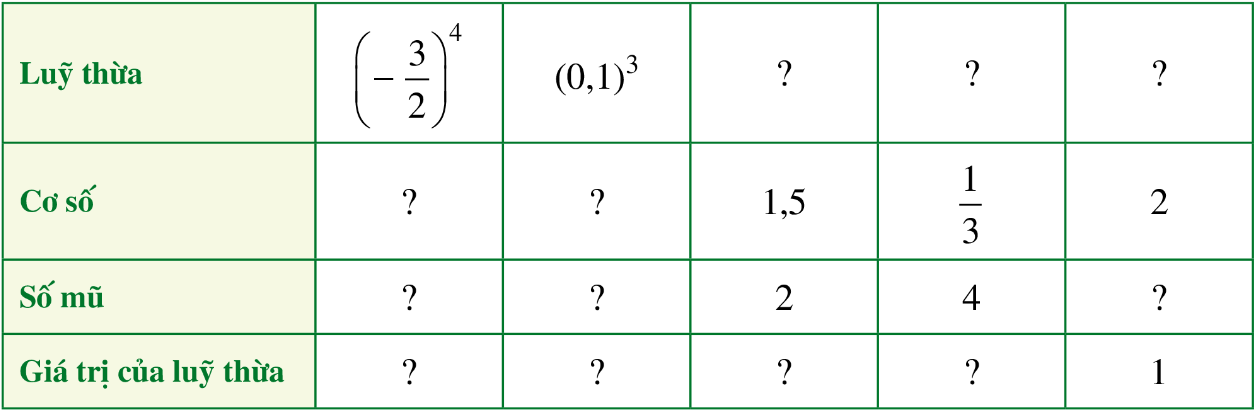 Luỹ thừa (−3/2)⁴ (0,1)³ ? ? ?
Cơ số ? ? 1,5 1/3 2
Số mũ ? ? 2 4 ?
Giá trị của luỹ thừa ? ? ? ? 1